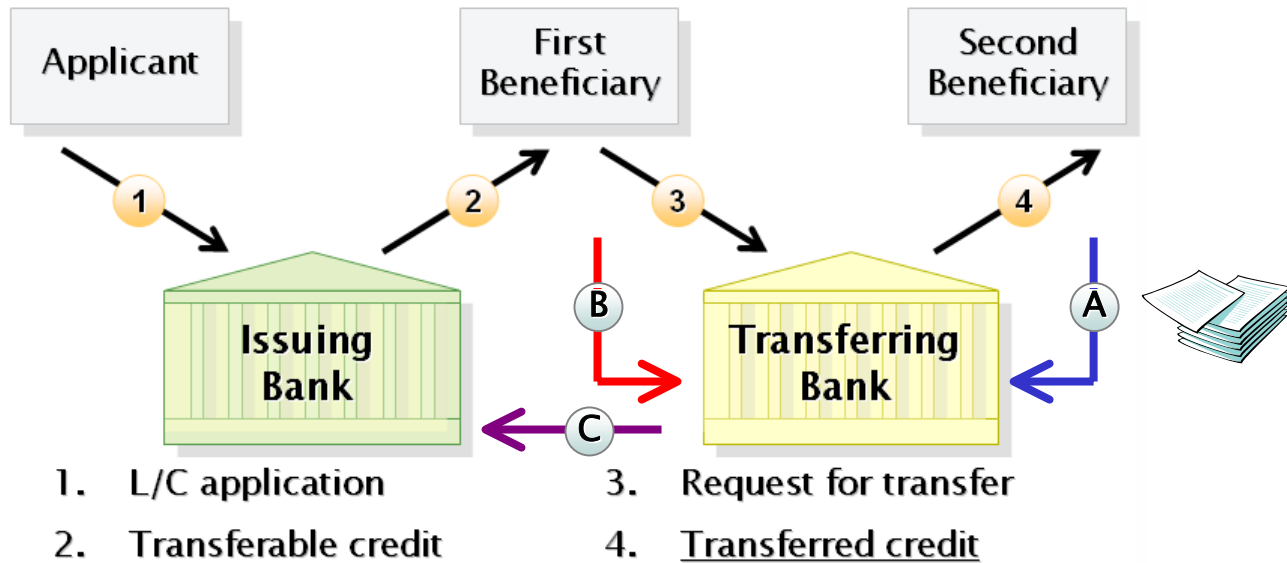 Applicant
First
Beneficiary
Second
Beneficiary
1
2
3
4
B
A
Issuing
Bank
Transferring
Bank
C
1. L/C application
2. Transferable credit
3. Request for transfer
4. Transferred credit